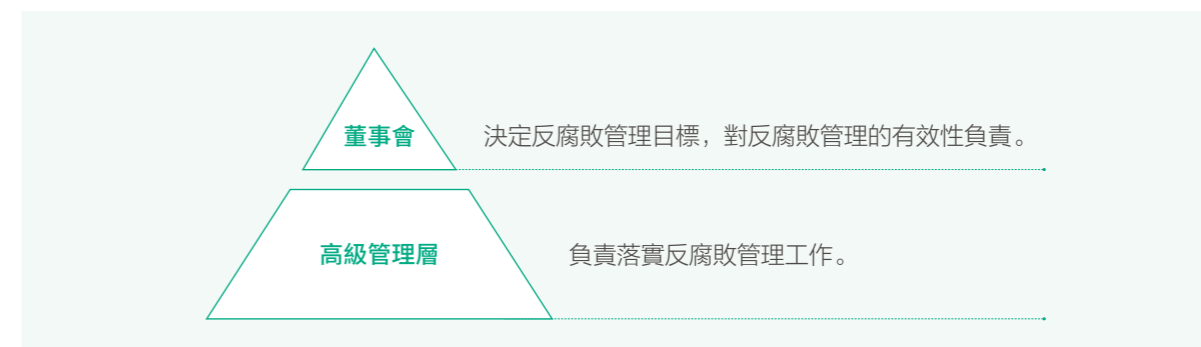 董事會
決定反腐敗管理目標，對反腐敗管理的有效性負責。
高級管理層
負責落實反腐敗管理工作。